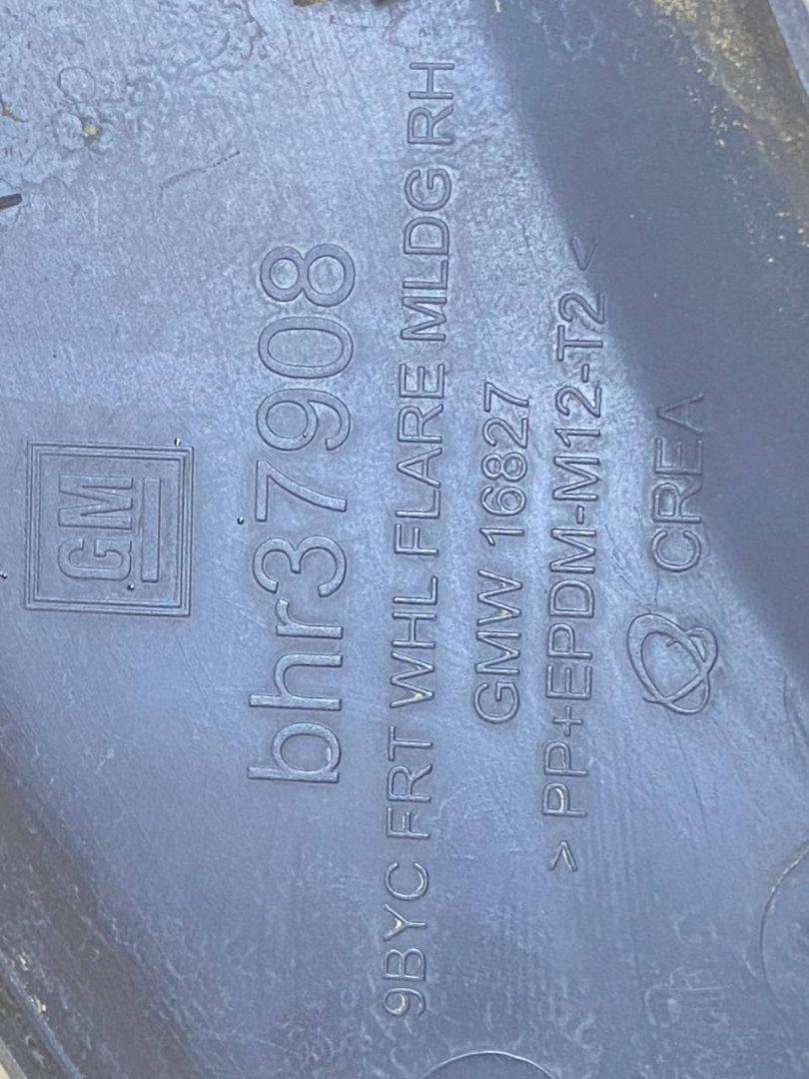 GM
bhr37908
9BYC FRT WHL FLARE MLDG RH
GMW 16827
>PP+EPDM-M12-T2<
CREA